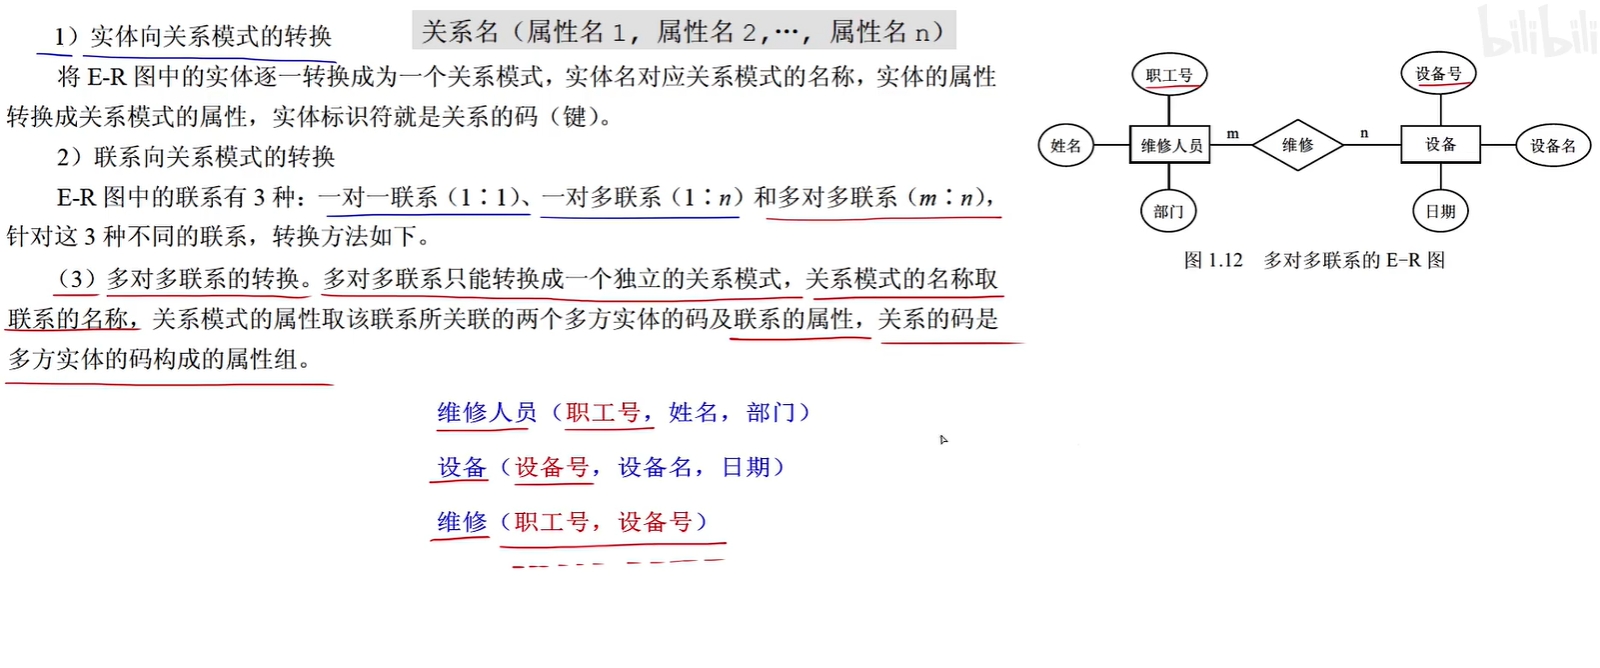 1）实体向关系模式的转换
关系名（属性名1, 属性名2,…, 属性名n）
将 E-R 图中的实体逐一转换成为一个关系模式，实体名对应关系模式的名称，实体的属性
转换成关系模式的属性，实体标识符就是关系的码（键）。
2）联系向关系模式的转换
E-R 图中的联系有 3 种：一对一联系（1∶1）、一对多联系（1∶n）和多对多联系（m∶n），
针对这 3 种不同的联系，转换方法如下。
（3）多对多联系的转换。多对多联系只能转换成一个独立的关系模式，关系模式的名称取
联系的名称，关系模式的属性取该联系所关联的两个多方实体的码及联系的属性，关系的码是
多方实体的码构成的属性组。
维修人员（职工号，姓名，部门）
设备（设备号，设备名，日期）
维修（职工号，设备号）
bilibili
职工号
设备号
姓名
维修人员
m
维修
n
设备
设备名
部门
日期
图 1.12 多对多联系的 E-R 图